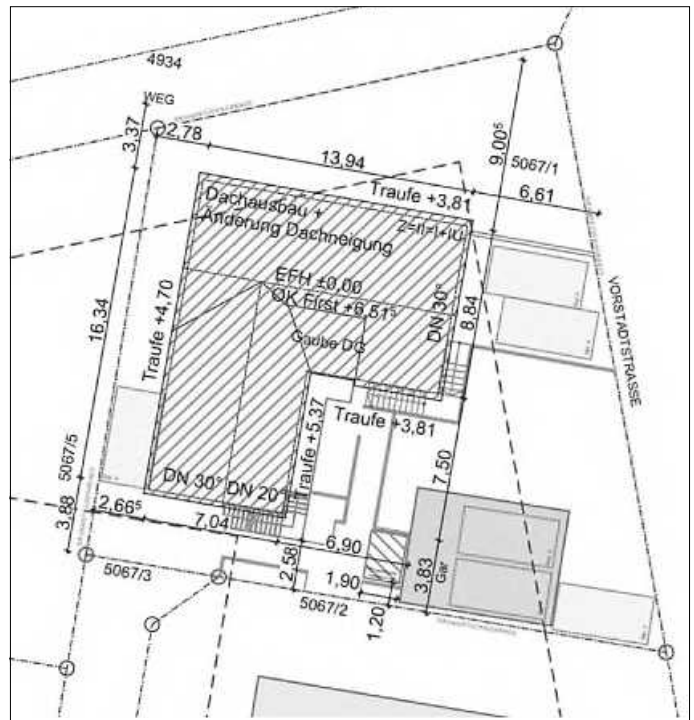 4934
WEG
3,37
2,78
13,94
9,00⁵
5067/1
6,61
Traufe +3,81
Dachausbau +
Änderung Dachneigung
Z=II=I+IU
EFH ±0,00
OK First +6,51⁵
DN 30°
8,84
VORSTADTSTRASSE
16,34
Traufe +4,70
Gaube DG
Traufe +5,37
Traufe +3,81
7,50
5067/5
3,88
2,66⁵
DN 30°
DN 20°
7,04
6,90
2,58
3,83
Gar
5067/3
1,90
5067/2
1,20